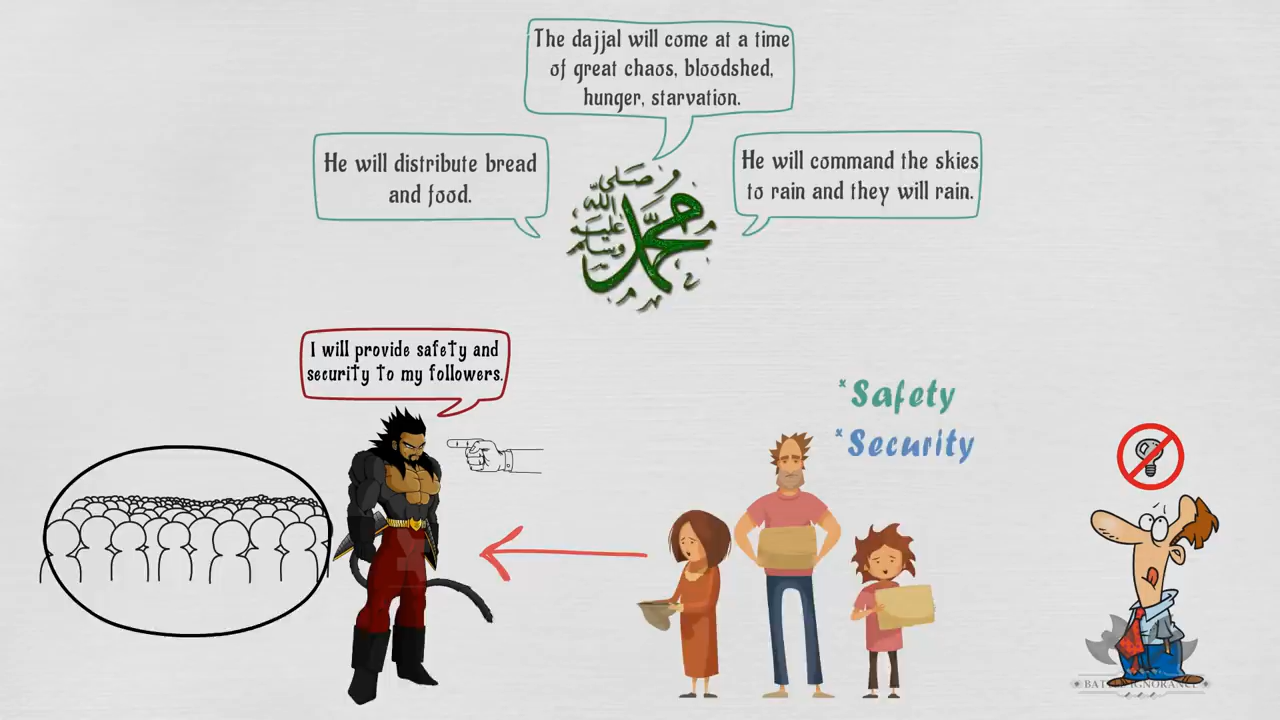 The dajjal will come at a time
of great chaos, bloodshed,
hunger, starvation.
He will distribute bread
and food.
He will command the skies
to rain and they will rain.
صلى
الله
عليه
وسلم
محمد
I will provide safety and
security to my followers.
*Safety
*Security